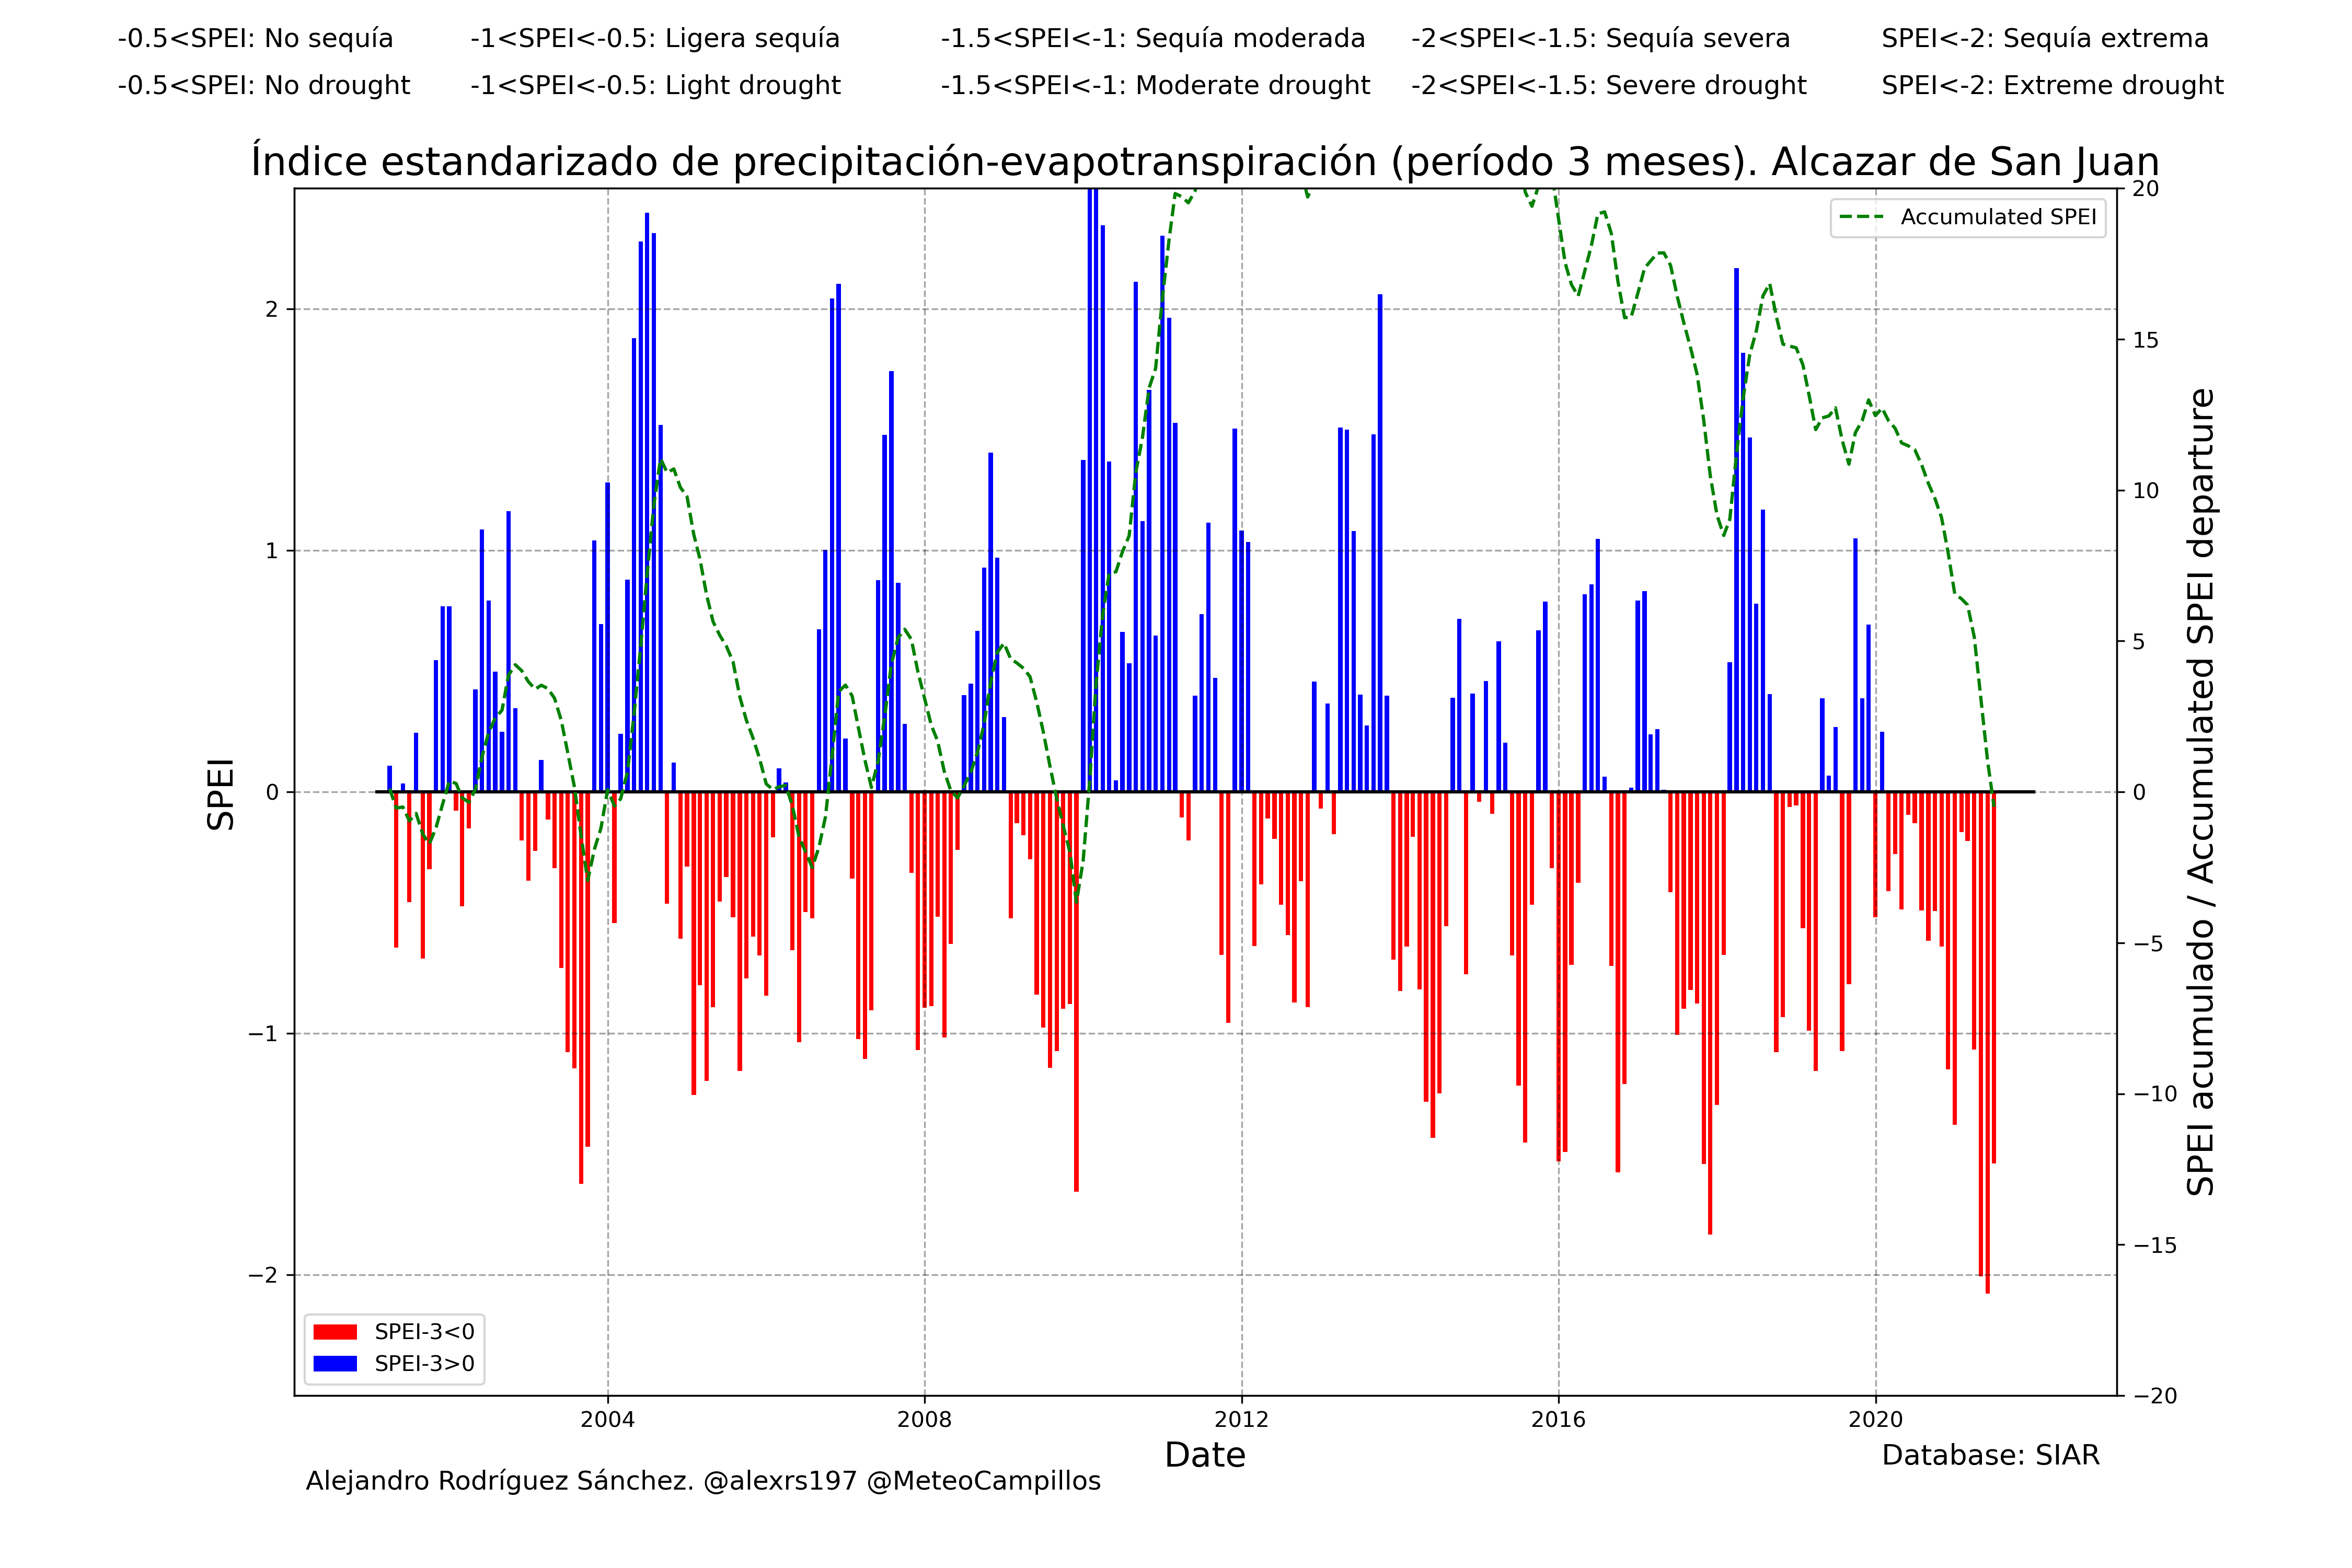 -0.5<SPEI: No sequía -1<SPEI<-0.5: Ligera sequía -1.5<SPEI<-1: Sequía moderada -2<SPEI<-1.5: Sequía severa SPEI<-2: Sequía extrema
-0.5<SPEI: No drought -1<SPEI<-0.5: Light drought -1.5<SPEI<-1: Moderate drought -2<SPEI<-1.5: Severe drought SPEI<-2: Extreme drought
Índice estandarizado de precipitación-evapotranspiración (período 3 meses). Alcazar de San Juan
Accumulated SPEI
SPEI
2
1
0
−1
−2
20
15
10
5
0
−5
−10
−15
−20
SPEI acumulado / Accumulated SPEI departure
SPEI-3<0
SPEI-3>0
2004 2008 2012 2016 2020
Date
Database: SIAR
Alejandro Rodríguez Sánchez. @alexrs197 @MeteoCampillos